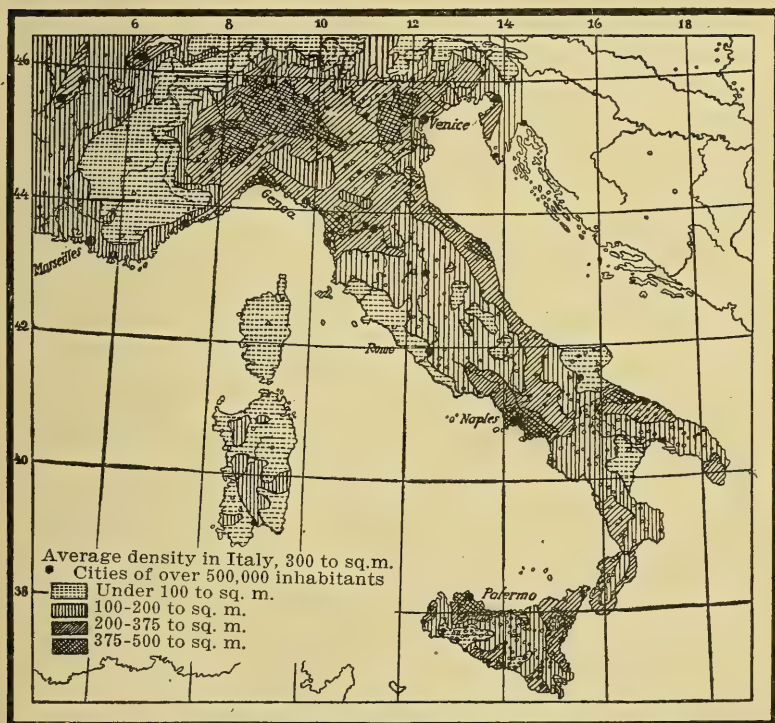 6 8 10 12 14 16 18
46
Venice
44
Genoa
Marseilles
42
Rome
Naples
40
Average density in Italy, 300 to sq.m.
Cities of over 500,000 inhabitants
38
Under 100 to sq. m.
Palermo
100-200 to sq. m.
200-375 to sq. m.
375-500 to sq. m.